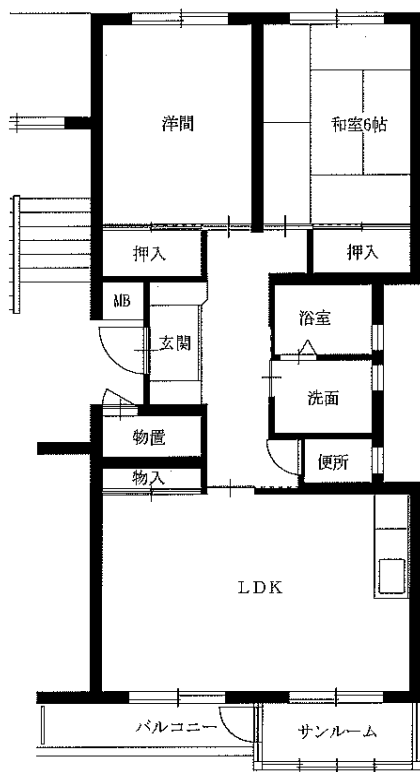 洋間
和室6帖
押入
押入
MB
玄関
浴室
洗面
物置
便所
物入
LDK
バルコニー
サンルーム